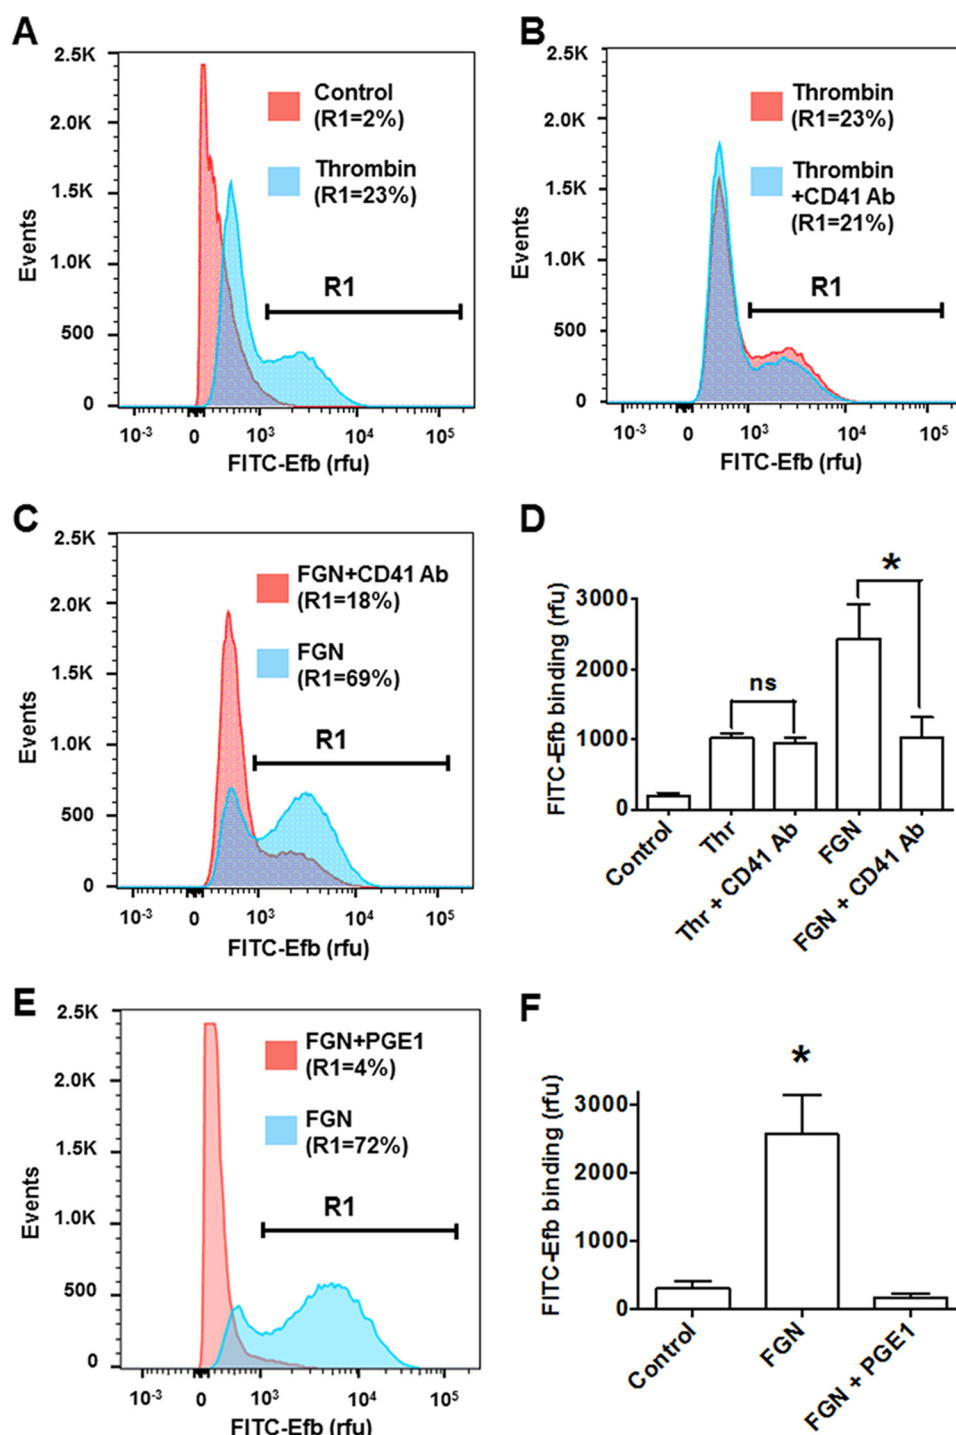 A
2.5K
2.0K
1.5K
1.0K
500
0
Events
Control
(R1=2%)
Thrombin
(R1=23%)
R1
10-3
0
103
104
105
FITC-Efb (rfu)
B
2.5K
2.0K
1.5K
1.0K
500
0
Events
Thrombin
(R1=23%)
Thrombin
+CD41 Ab
(R1=21%)
R1
10-3
0
103
104
105
FITC-Efb (rfu)
C
2.5K
2.0K
1.5K
1.0K
500
0
Events
FGN+CD41 Ab
(R1=18%)
FGN
(R1=69%)
R1
10-3
0
103
104
105
FITC-Efb (rfu)
D
FITC-Efb binding (rfu)
3000
2000
1000
0
ns
*
Control
Thr
Thr + CD41 Ab
FGN
FGN + CD41 Ab
E
2.5K
2.0K
1.5K
1.0K
500
0
Events
FGN+PGE1
(R1=4%)
FGN
(R1=72%)
R1
10-3
0
103
104
105
FITC-Efb (rfu)
F
FITC-Efb binding (rfu)
3000
2000
1000
0
*
Control
FGN
FGN + PGE1